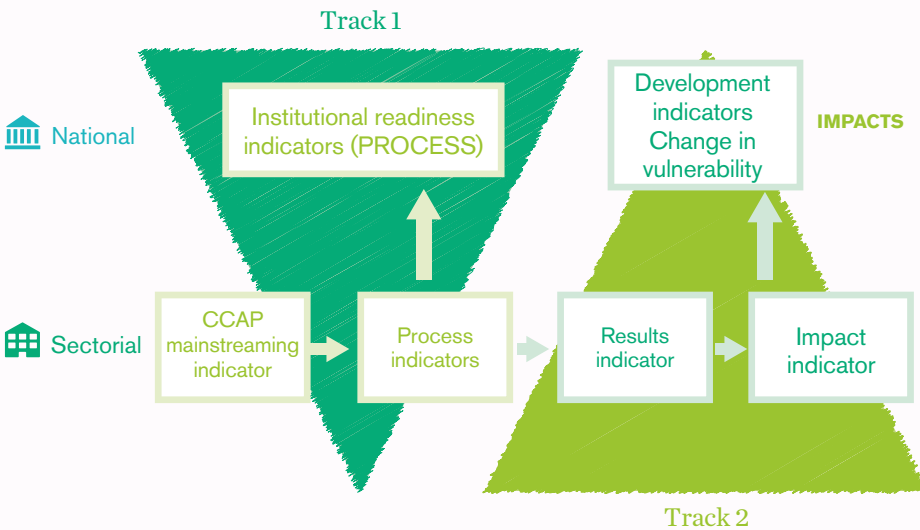 Track 1
National
Institutional readiness
indicators (PROCESS)
Development
indicators
Change in
vulnerability
IMPACTS
Sectorial
CCAP
mainstreaming
indicator
Process
indicators
Results
indicator
Impact
indicator
Track 2